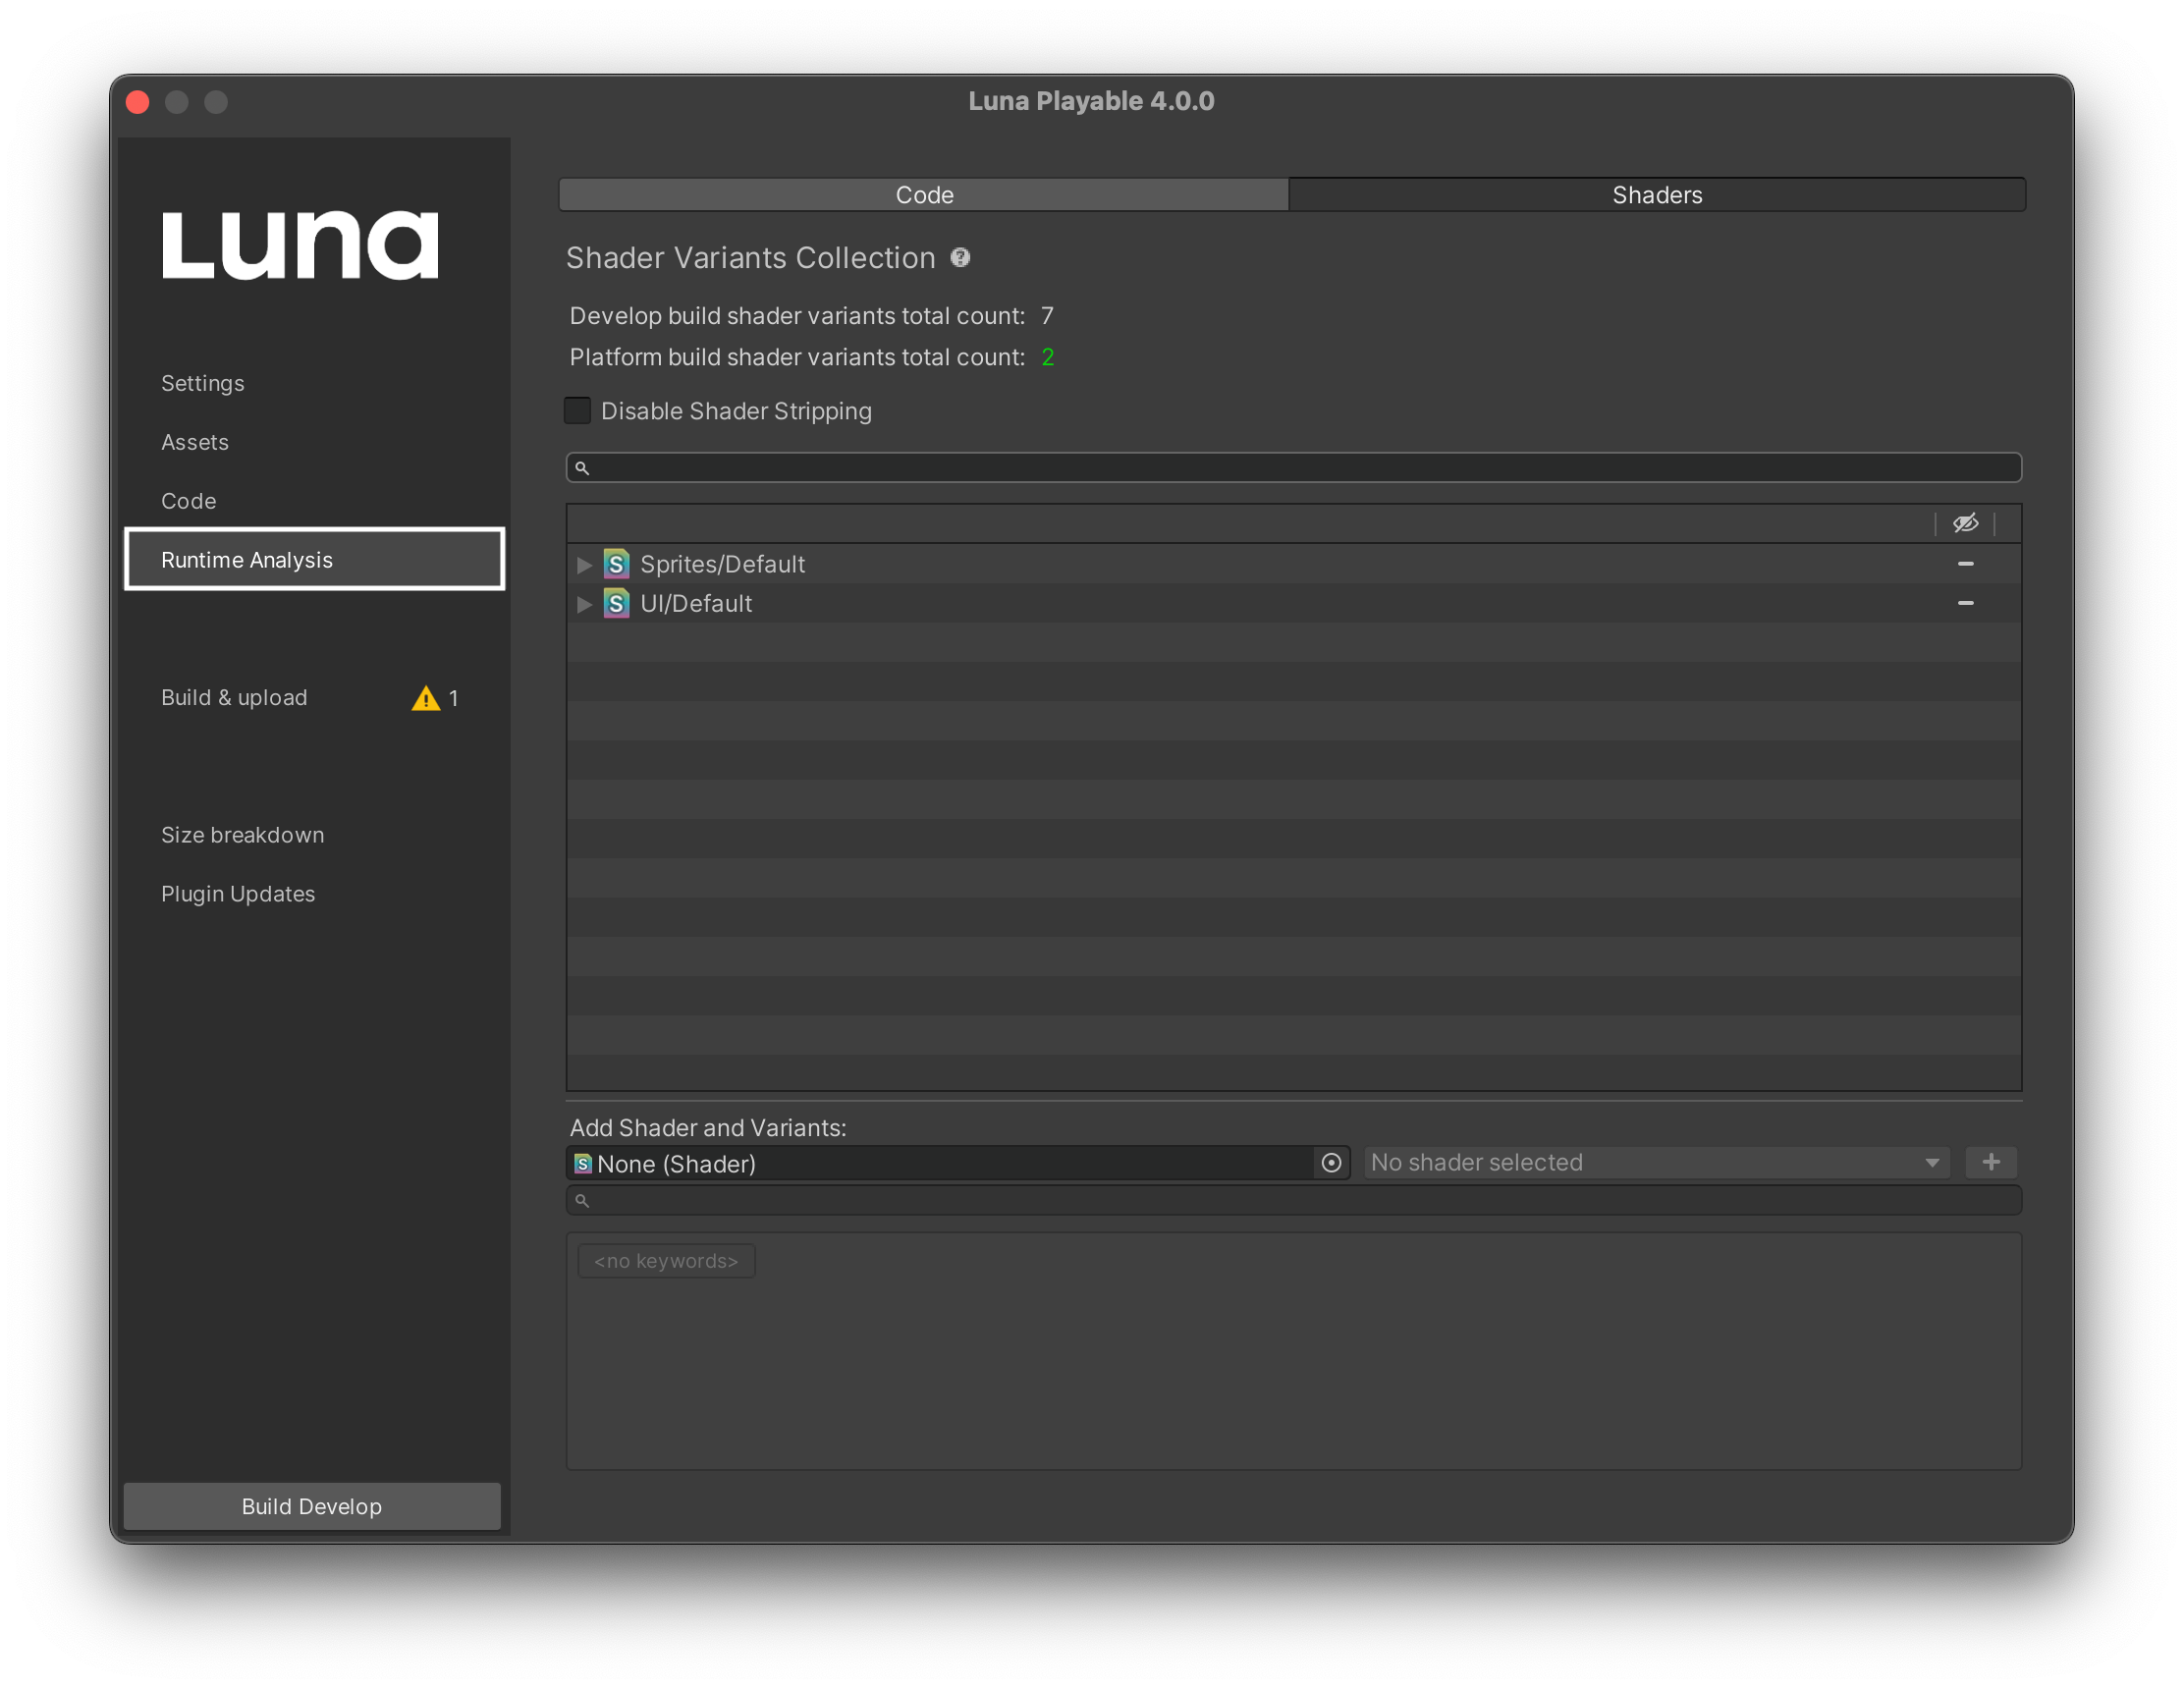 Luna Playable 4.0.0
Luna
Settings
Assets
Code
Runtime Analysis
Build & upload 1
Size breakdown
Plugin Updates
Build Develop
Code Shaders
Shader Variants Collection
Develop build shader variants total count: 7
Platform build shader variants total count: 2
Disable Shader Stripping
Sprites/Default
UI/Default
Add Shader and Variants:
None (Shader) No shader selected +
<no keywords>